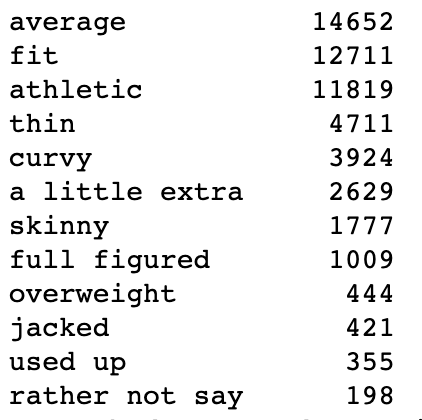 average 14652
fit 12711
athletic 11819
thin 4711
curvy 3924
a little extra 2629
skinny 1777
full figured 1009
overweight 444
jacked 421
used up 355
rather not say 198